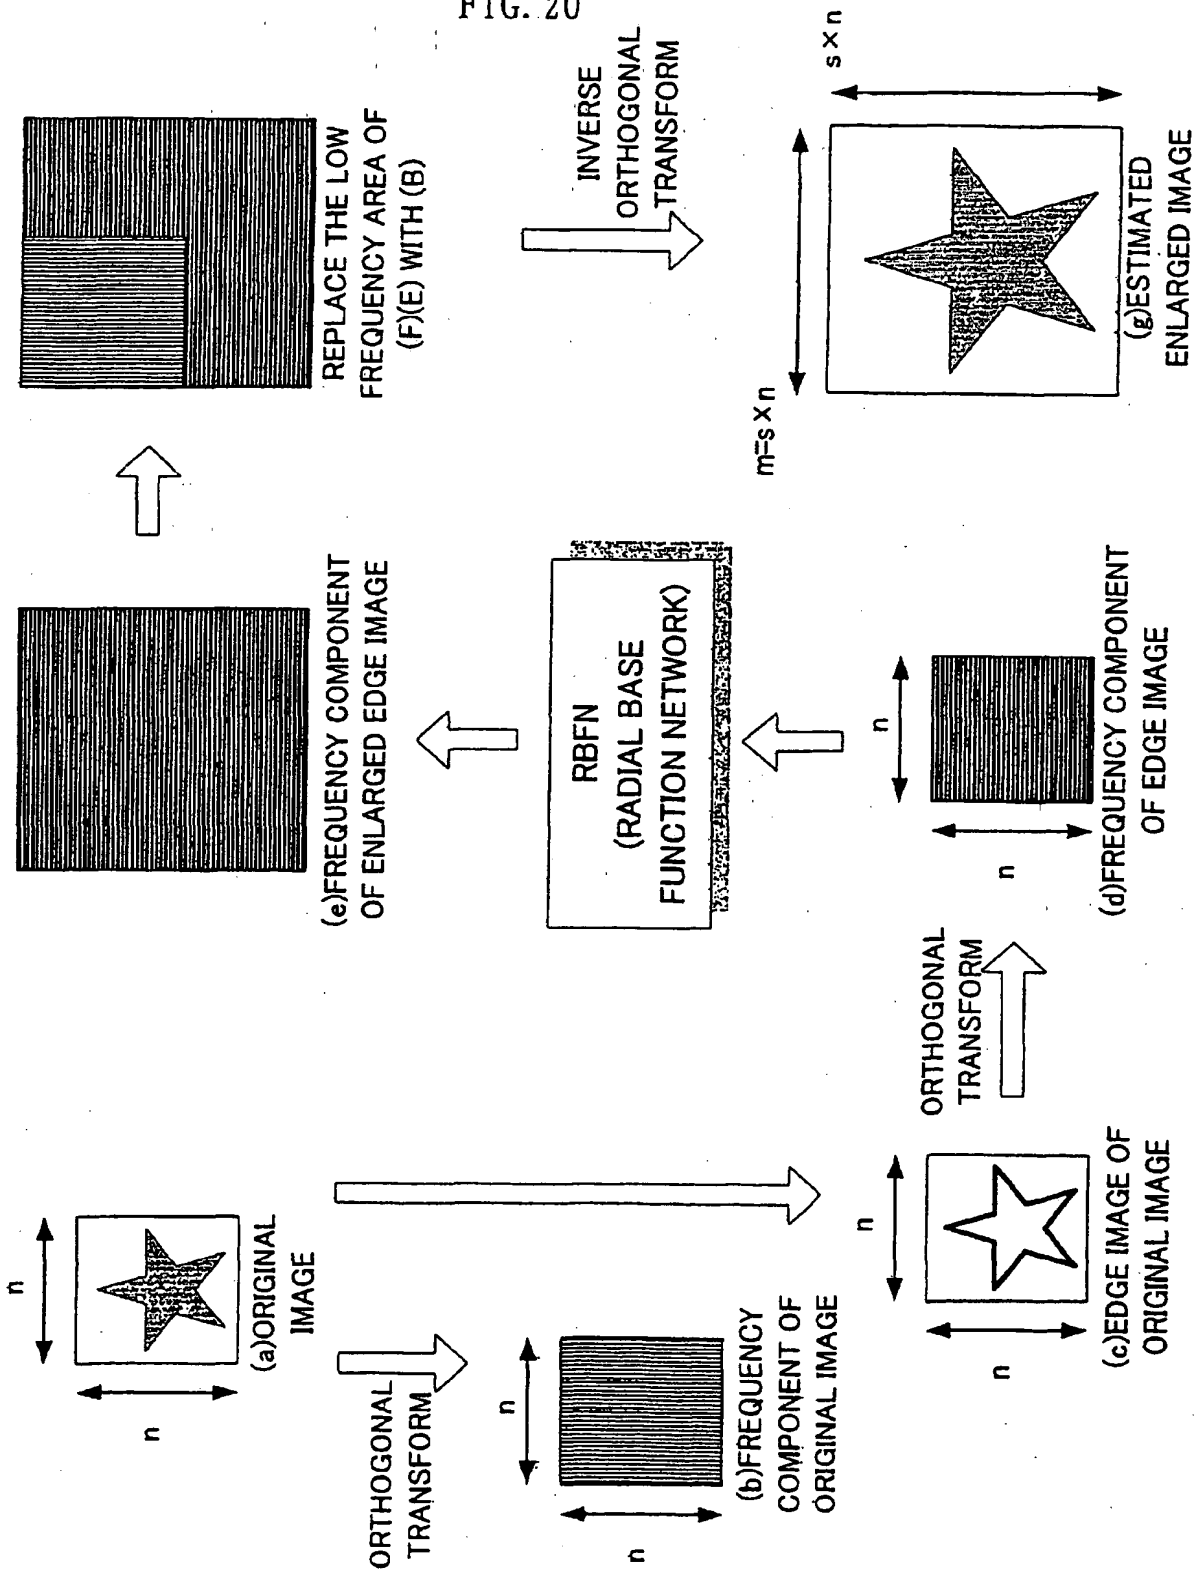 FIG. 20
n
n
(a)ORIGINAL
IMAGE
ORTHOGONAL
TRANSFORM
n
n
(b)FREQUENCY
COMPONENT OF
ORIGINAL IMAGE
n
n
(c)EDGE IMAGE OF
ORIGINAL IMAGE
ORTHOGONAL
TRANSFORM
n
n
(d)FREQUENCY COMPONENT
OF EDGE IMAGE
RBFN
(RADIAL BASE
FUNCTION NETWORK)
(e)FREQUENCY COMPONENT
OF ENLARGED EDGE IMAGE
REPLACE THE LOW
FREQUENCY AREA OF
(F)(E) WITH (B)
INVERSE
ORTHOGONAL
TRANSFORM
m=s×n
s×n
(g)ESTIMATED
ENLARGED IMAGE